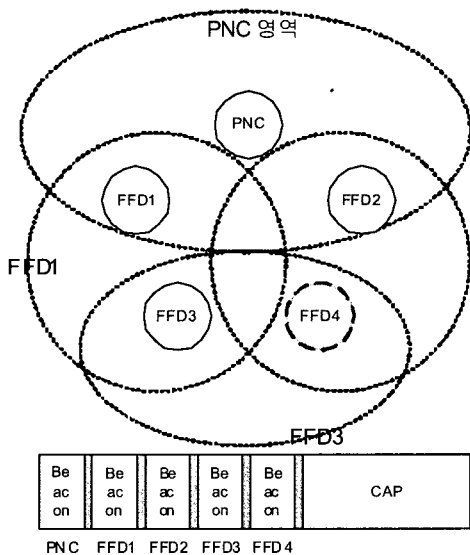 PNC 영역
PNC
FFD1
FFD2
FFD1
FFD3
FFD4
FFD3
Be
ac
on
Be
ac
on
Be
ac
on
Be
ac
on
Be
ac
on
CAP
PNC FFD1 FFD2 FFD3 FFD4